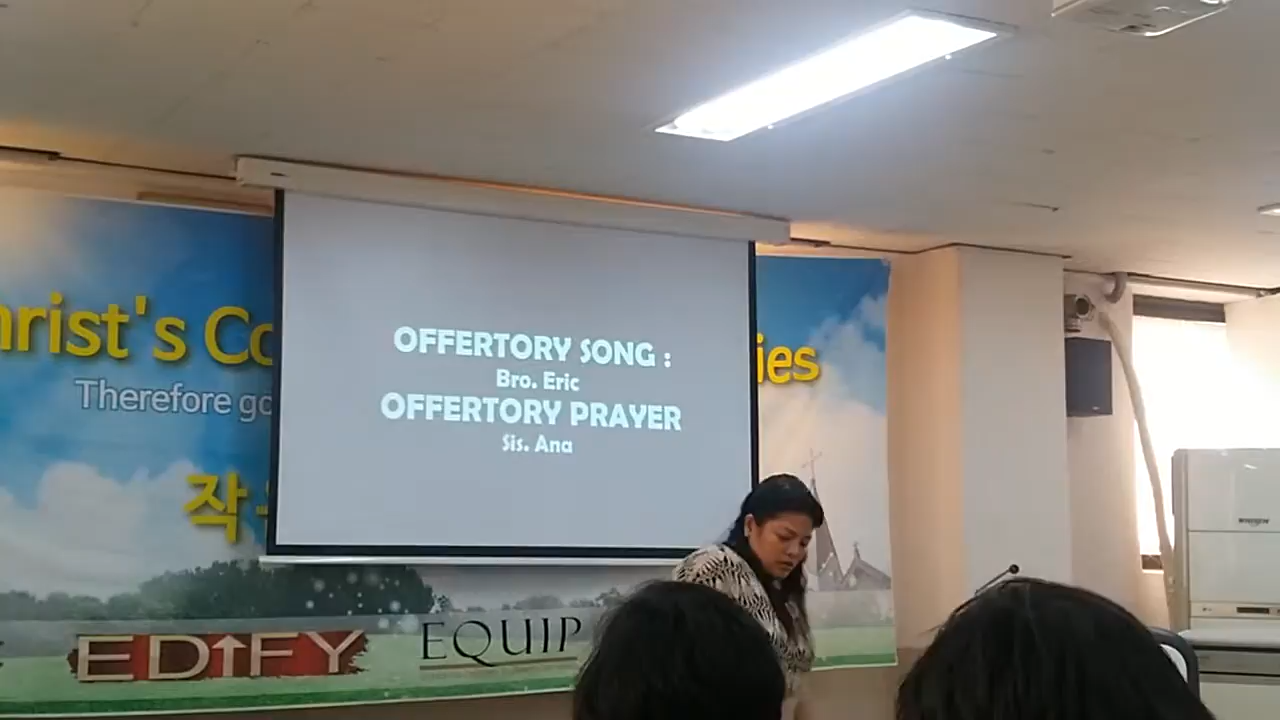 OFFERTORY SONG :
Bro. Eric
OFFERTORY PRAYER
Sis. Ana
hrist's Co
ies
Therefore go
작
EDIFY
EQUIP